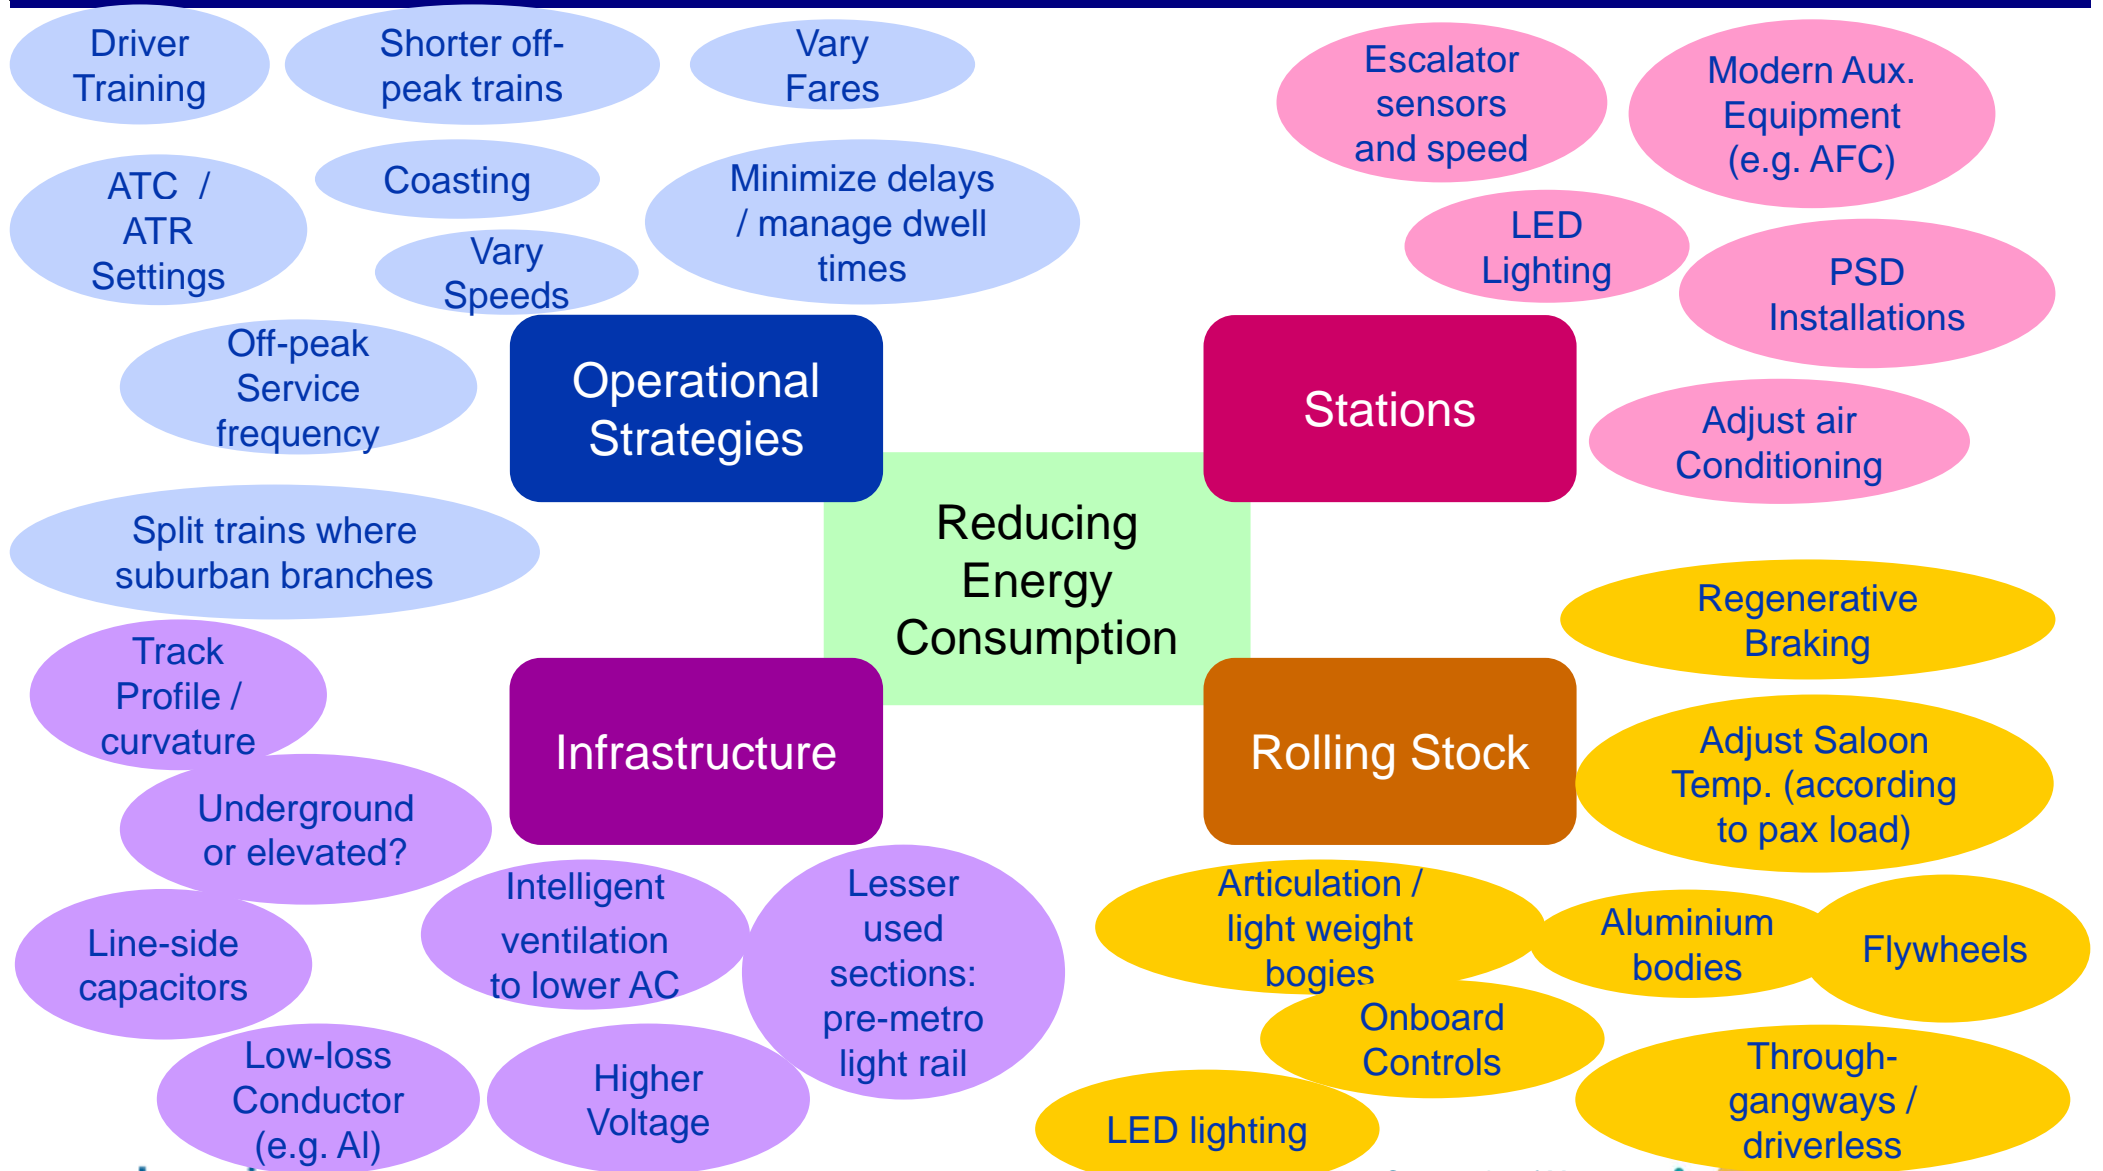 Driver
Training
Shorter off-
peak trains
Vary
Fares
ATC /
ATR
Settings
Coasting
Vary
Speeds
Minimize delays
/ manage dwell
times
Off-peak
Service
frequency
Split trains where
suburban branches
Operational
Strategies
Escalator
sensors
and speed
Modern Aux.
Equipment
(e.g. AFC)
LED
Lighting
PSD
Installations
Adjust air
Conditioning
Stations
Reducing
Energy
Consumption
Track
Profile /
curvature
Underground
or elevated?
Line-side
capacitors
Low-loss
Conductor
(e.g. Al)
Intelligent
ventilation
to lower AC
Higher
Voltage
Lesser
used
sections:
pre-metro
light rail
Infrastructure
Rolling Stock
Regenerative
Braking
Adjust Saloon
Temp. (according
to pax load)
Articulation /
light weight
bogies
Aluminium
bodies
Flywheels
Onboard
Controls
LED lighting
Through-
gangways /
driverless